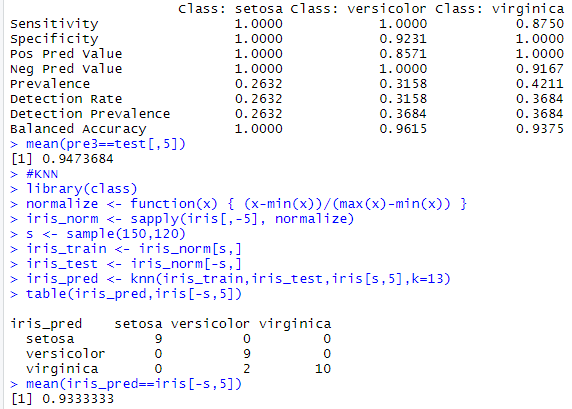 Class: setosa Class: versicolor Class: virginica
Sensitivity                 1.0000            1.0000           0.8750
Specificity                 1.0000            0.9231           1.0000
Pos Pred Value              1.0000            0.8571           1.0000
Neg Pred Value              1.0000            1.0000           0.9167
Prevalence                  0.2632            0.3158           0.4211
Detection Rate              0.2632            0.3158           0.3684
Detection Prevalence        0.2632            0.3684           0.3684
Balanced Accuracy           1.0000            0.9615           0.9375
> mean(pre3==test[,5])
[1] 0.9473684
> #KNN
> library(class)
> normalize <- function(x) { (x-min(x))/(max(x)-min(x)) }
> iris_norm <- sapply(iris[,-5], normalize)
> s <- sample(150,120)
> iris_train <- iris_norm[s,]
> iris_test <- iris_norm[-s,]
> iris_pred <- knn(iris_train,iris_test,iris[s,5],k=13)
> table(iris_pred,iris[-s,5])
iris_pred    setosa versicolor virginica
  setosa          9          0         0
  versicolor      0          9         0
  virginica       0          2        10
> mean(iris_pred==iris[-s,5])
[1] 0.9333333